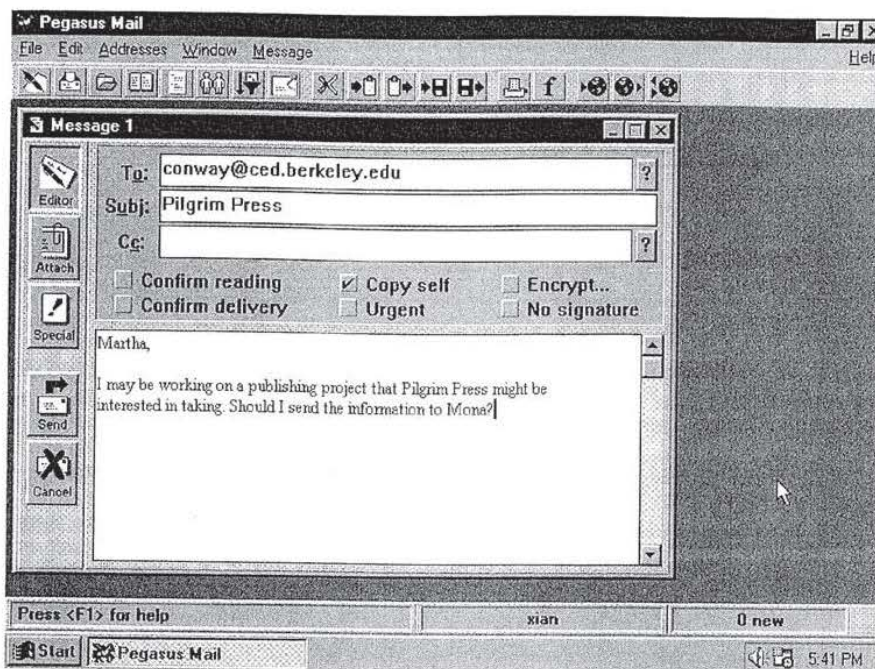 Pegasus Mail
File Edit Addresses Window Message Help
Message 1
To: conway@ced.berkeley.edu ?
Editor
Subj: Pilgrim Press
Cc: ?
Attach
Confirm reading Copy self Encrypt...
Confirm delivery Urgent No signature
Special
Martha,
I may be working on a publishing project that Pilgrim Press might be
interested in taking. Should I send the information to Mona?
Send
Cancel
Press <F1> for help xian 0 new
Start Pegasus Mail 5:41 PM